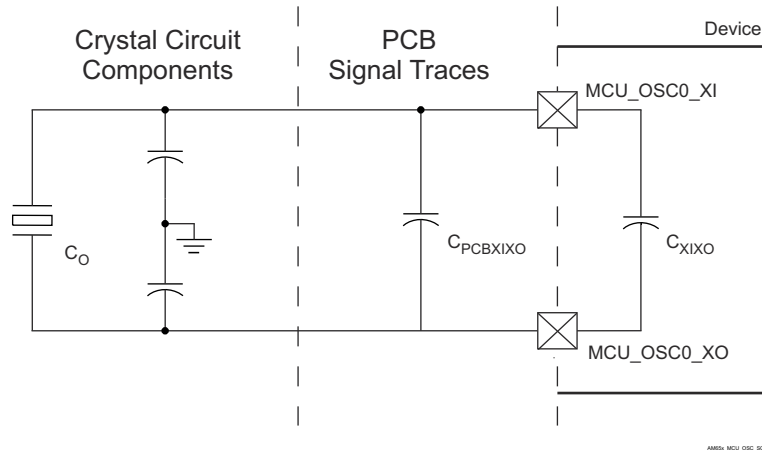 Crystal Circuit
Components
PCB
Signal Traces
Device
MCU_OSC0_XI
C_O
C_PCBXIXO
C_XIXO
MCU_OSC0_XO